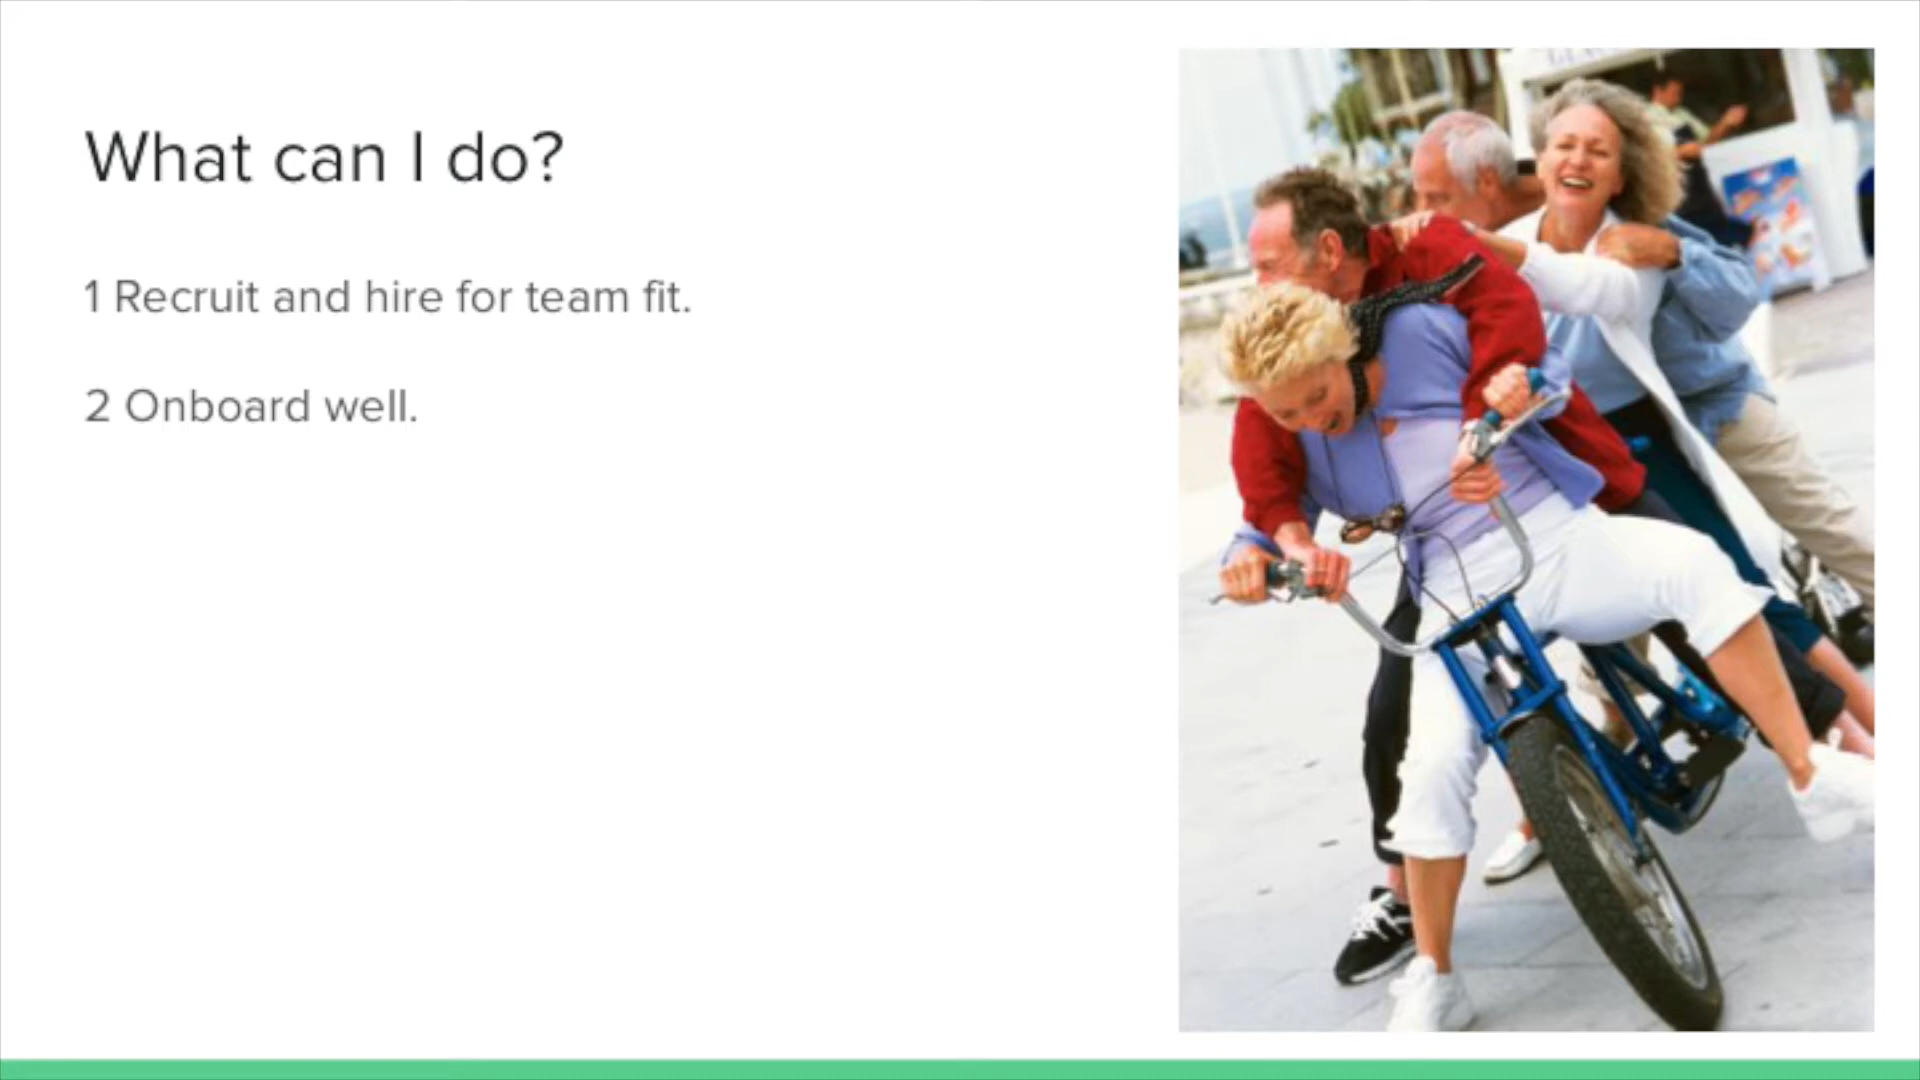 What can I do?
1 Recruit and hire for team fit.
2 Onboard well.